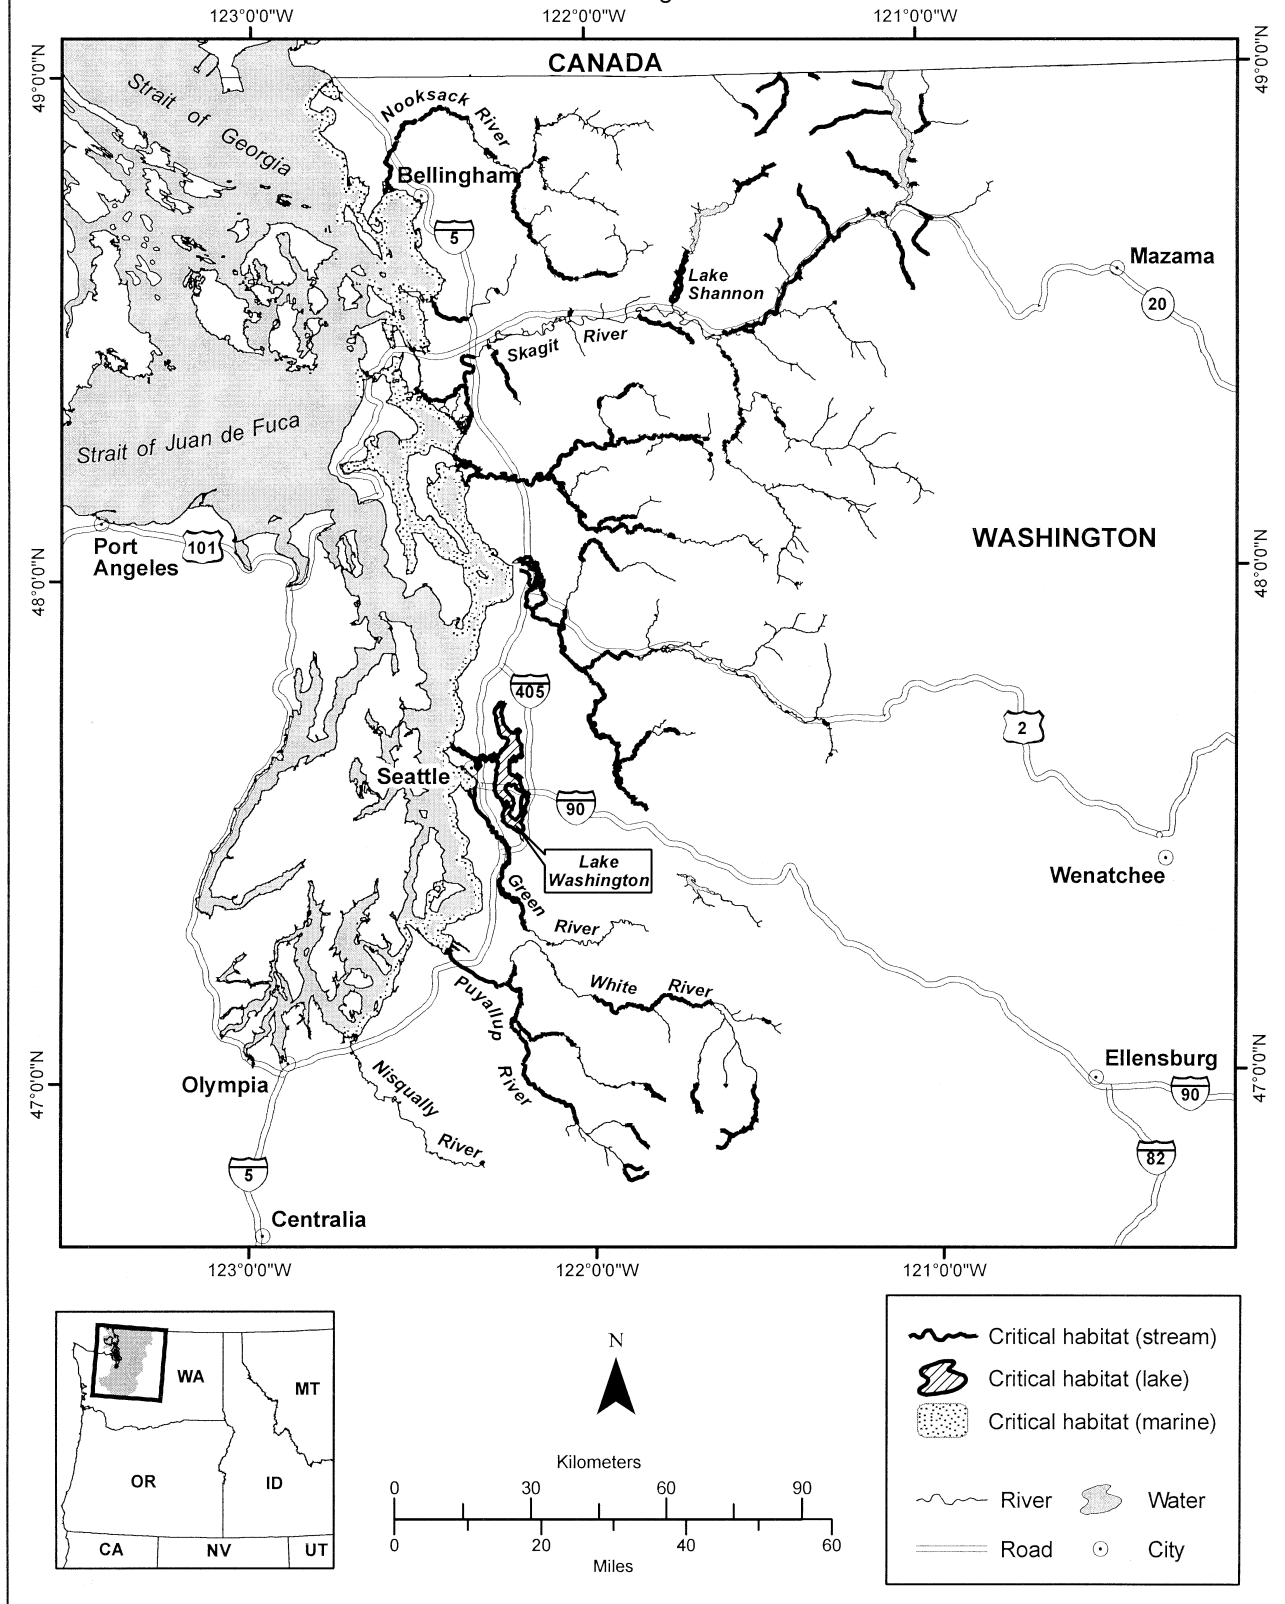 123°0'0"W
122°0'0"W
121°0'0"W
49°0'0"N
49°0'0"N
CANADA
Strait of Georgia
Nooksack River
Bellingham
5
Mazama
Lake
Shannon
20
Skagit River
Strait of Juan de Fuca
WASHINGTON
Port
Angeles
101
48°0'0"N
48°0'0"N
405
2
Seattle
90
Lake
Washington
Wenatchee
Green
River
White River
Puyallup
River
Ellensburg
90
47°0'0"N
47°0'0"N
Olympia
Nisqually
River
82
5
Centralia
123°0'0"W
122°0'0"W
121°0'0"W
WA
MT
OR
ID
CA
NV
UT
N
Kilometers
0 30 60 90
0 20 40 60
Miles
Critical habitat (stream)
Critical habitat (lake)
Critical habitat (marine)
River
Water
Road
City